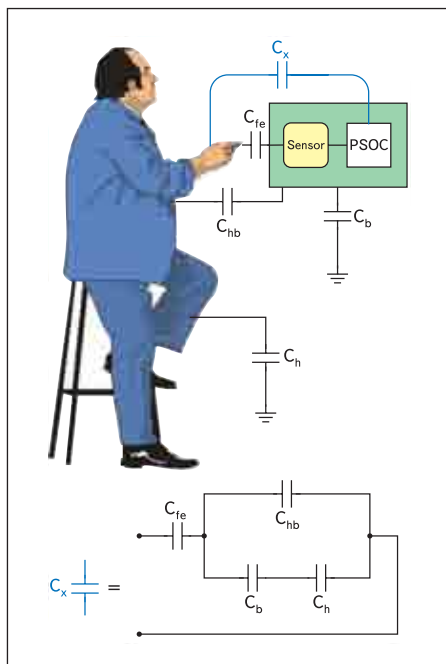 Cx
Cfe
Sensor
PSOC
Chb
Cb
Ch
Cfe
Chb
Cx =
Cb
Ch